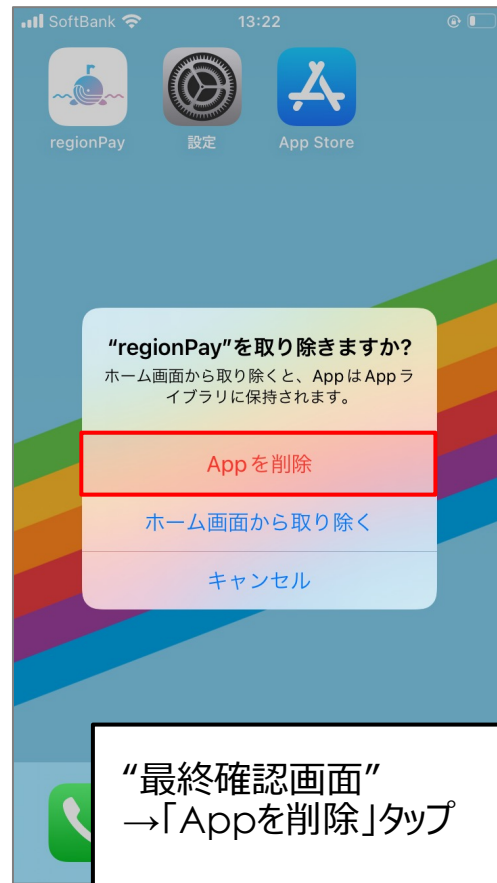 SoftBank 13:22
regionPay 設定 App Store
“regionPay”を取り除きますか?
ホーム画面から取り除くと、AppはAppラ
イブラリに保持されます。
Appを削除
ホーム画面から取り除く
キャンセル
“最終確認画面”
→「Appを削除」タップ